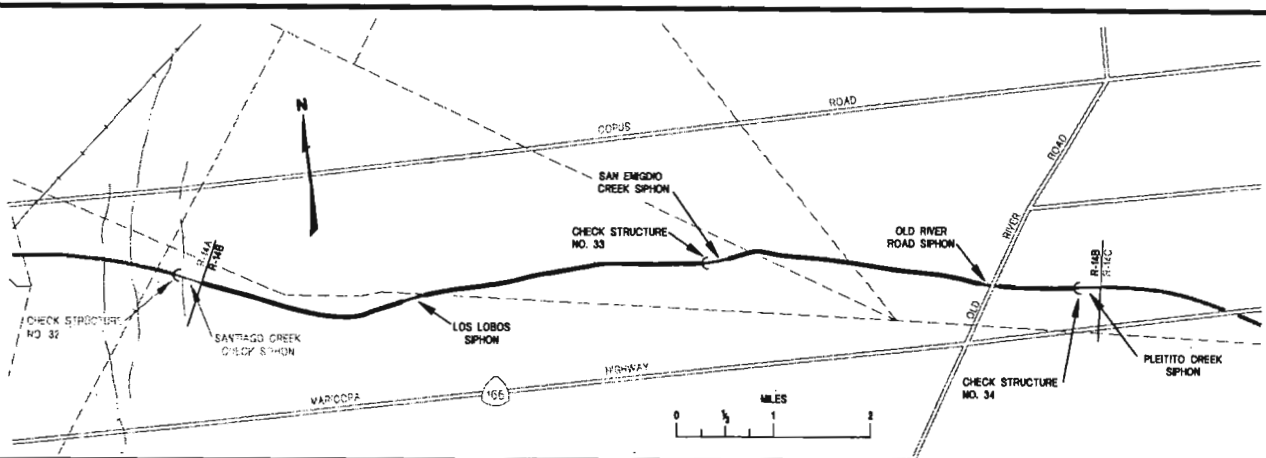 N
COPUS
ROAD
SAN EMIGDIO
CREEK SIPHON
CHECK STRUCTURE
NO. 33
OLD RIVER
ROAD SIPHON
OLD
RIVER
ROAD
R-14A
R-14B
R-14B
R-14C
CHECK STRUCTURE
NO 32
SANTIAGO CREEK
CHECK SIPHON
LOS LOBOS
SIPHON
PLEITITO CREEK
SIPHON
CHECK STRUCTURE
NO. 34
MARICOPA
166
HIGHWAY
MILES
0
½
1
2